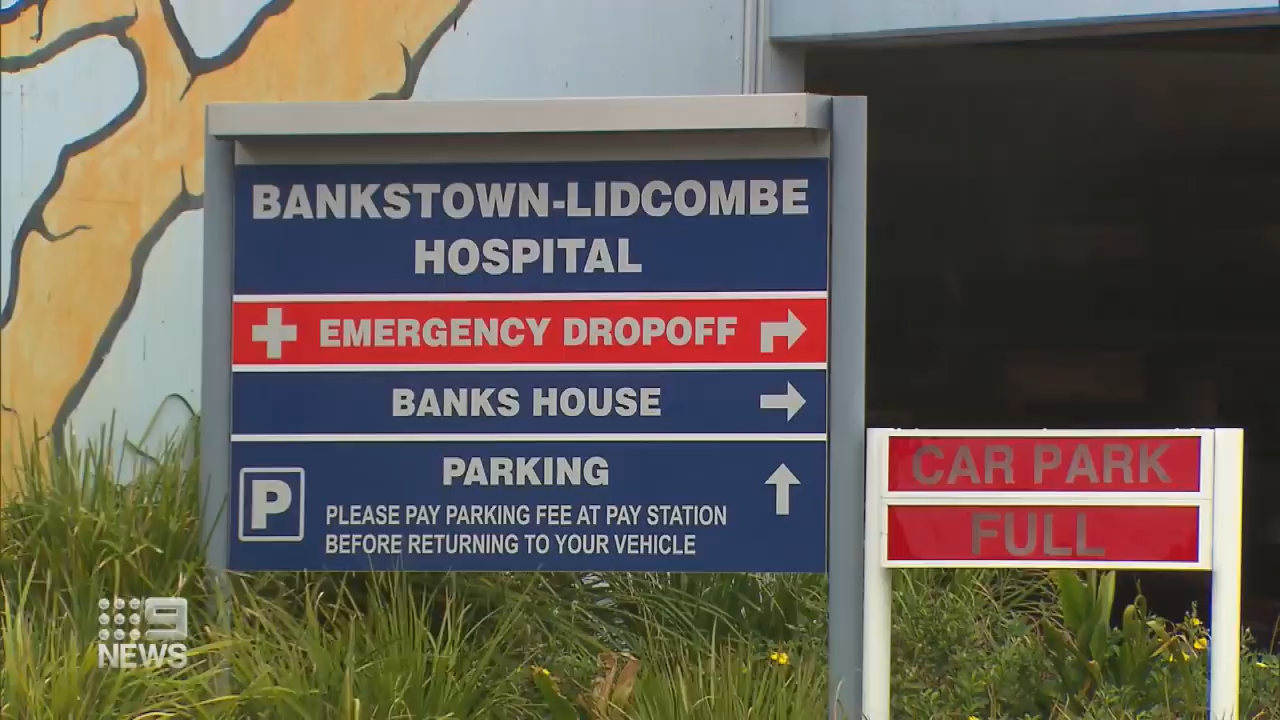 BANKSTOWN-LIDCOMBE
HOSPITAL
EMERGENCY DROPOFF
BANKS HOUSE
P
PARKING
PLEASE PAY PARKING FEE AT PAY STATION
BEFORE RETURNING TO YOUR VEHICLE
CAR PARK
FULL
9
NEWS